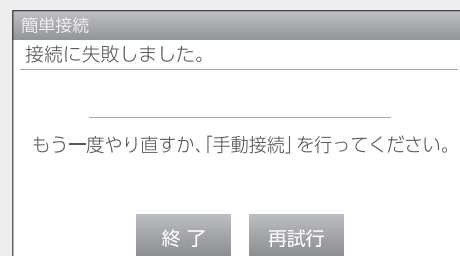 簡単接続
接続に失敗しました。
もう一度やり直すか、「手動接続」を行ってください。
終 了
再試行